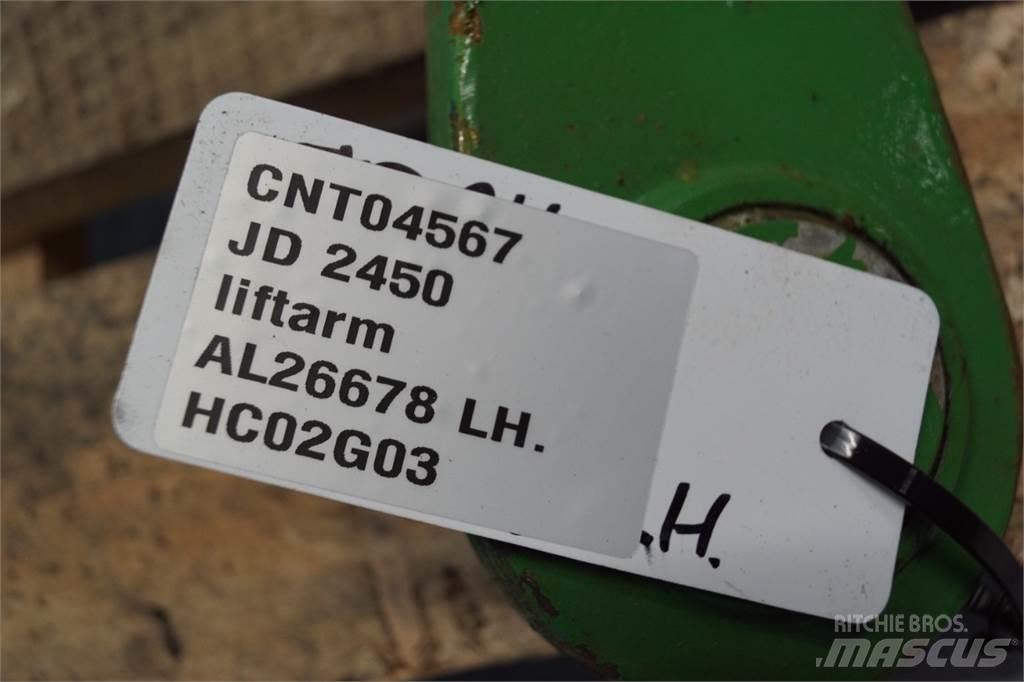 CNT04567
JD 2450
liftarm
AL26678 LH.
HC02G03
.H.
RITCHIE BROS.
MASCUS